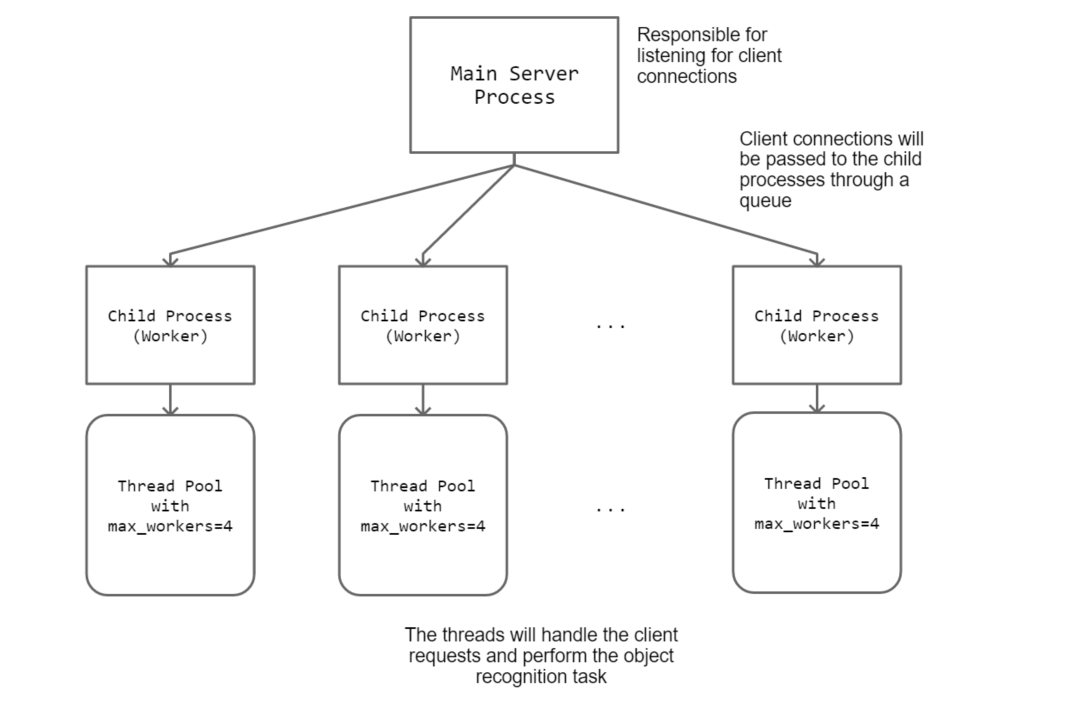 Main Server
Process
Responsible for
listening for client
connections
Client connections will
be passed to the child
processes through a
queue
Child Process
(Worker)
Child Process
(Worker)
...
Child Process
(Worker)
Thread Pool
with
max_workers=4
Thread Pool
with
max_workers=4
...
Thread Pool
with
max_workers=4
The threads will handle the client
requests and perform the object
recognition task